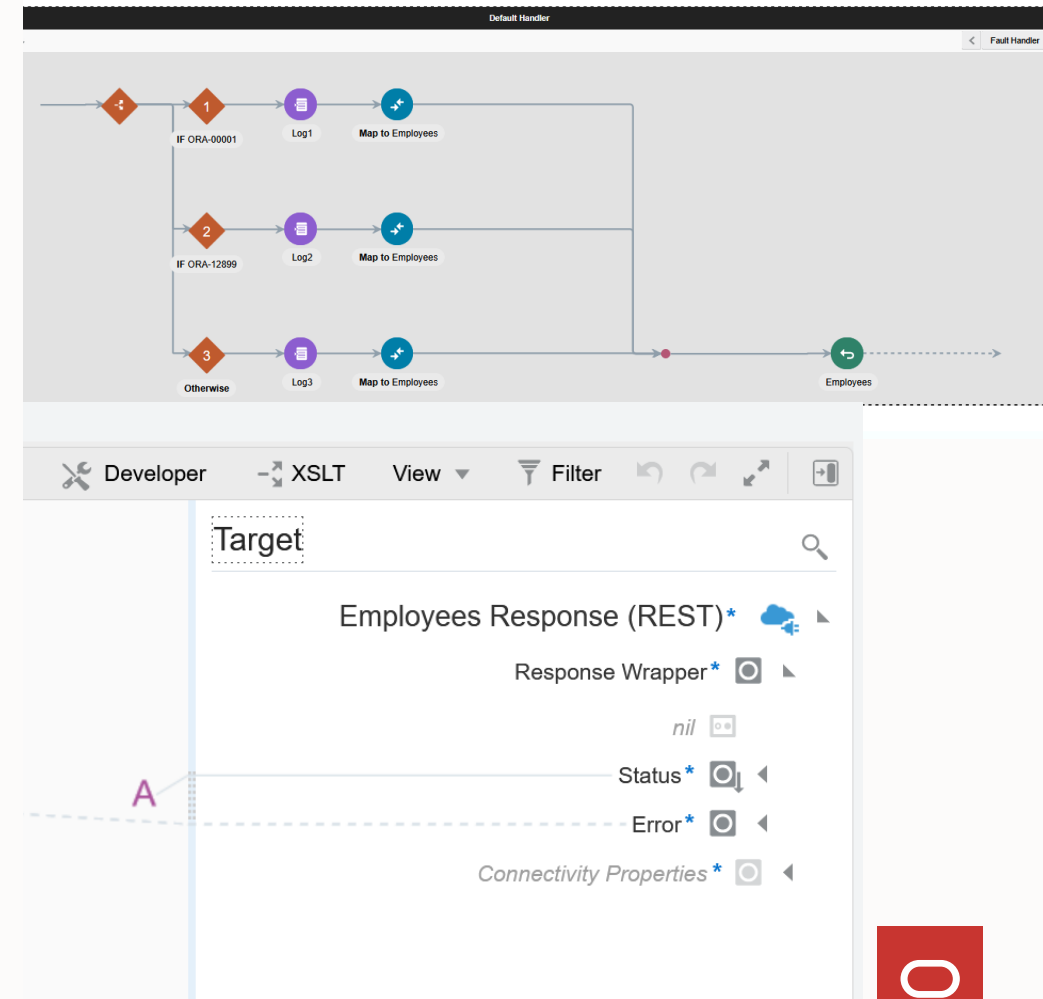 Default Handler
< Fault Handler
1
IF ORA-00001
Log1
Map to Employees
2
IF ORA-12899
Log2
Map to Employees
3
Otherwise
Log3
Map to Employees
Employees
Developer XSLT View Filter
Target
Employees Response (REST)*
Response Wrapper*
nil
A
Status*
Error*
Connectivity Properties*